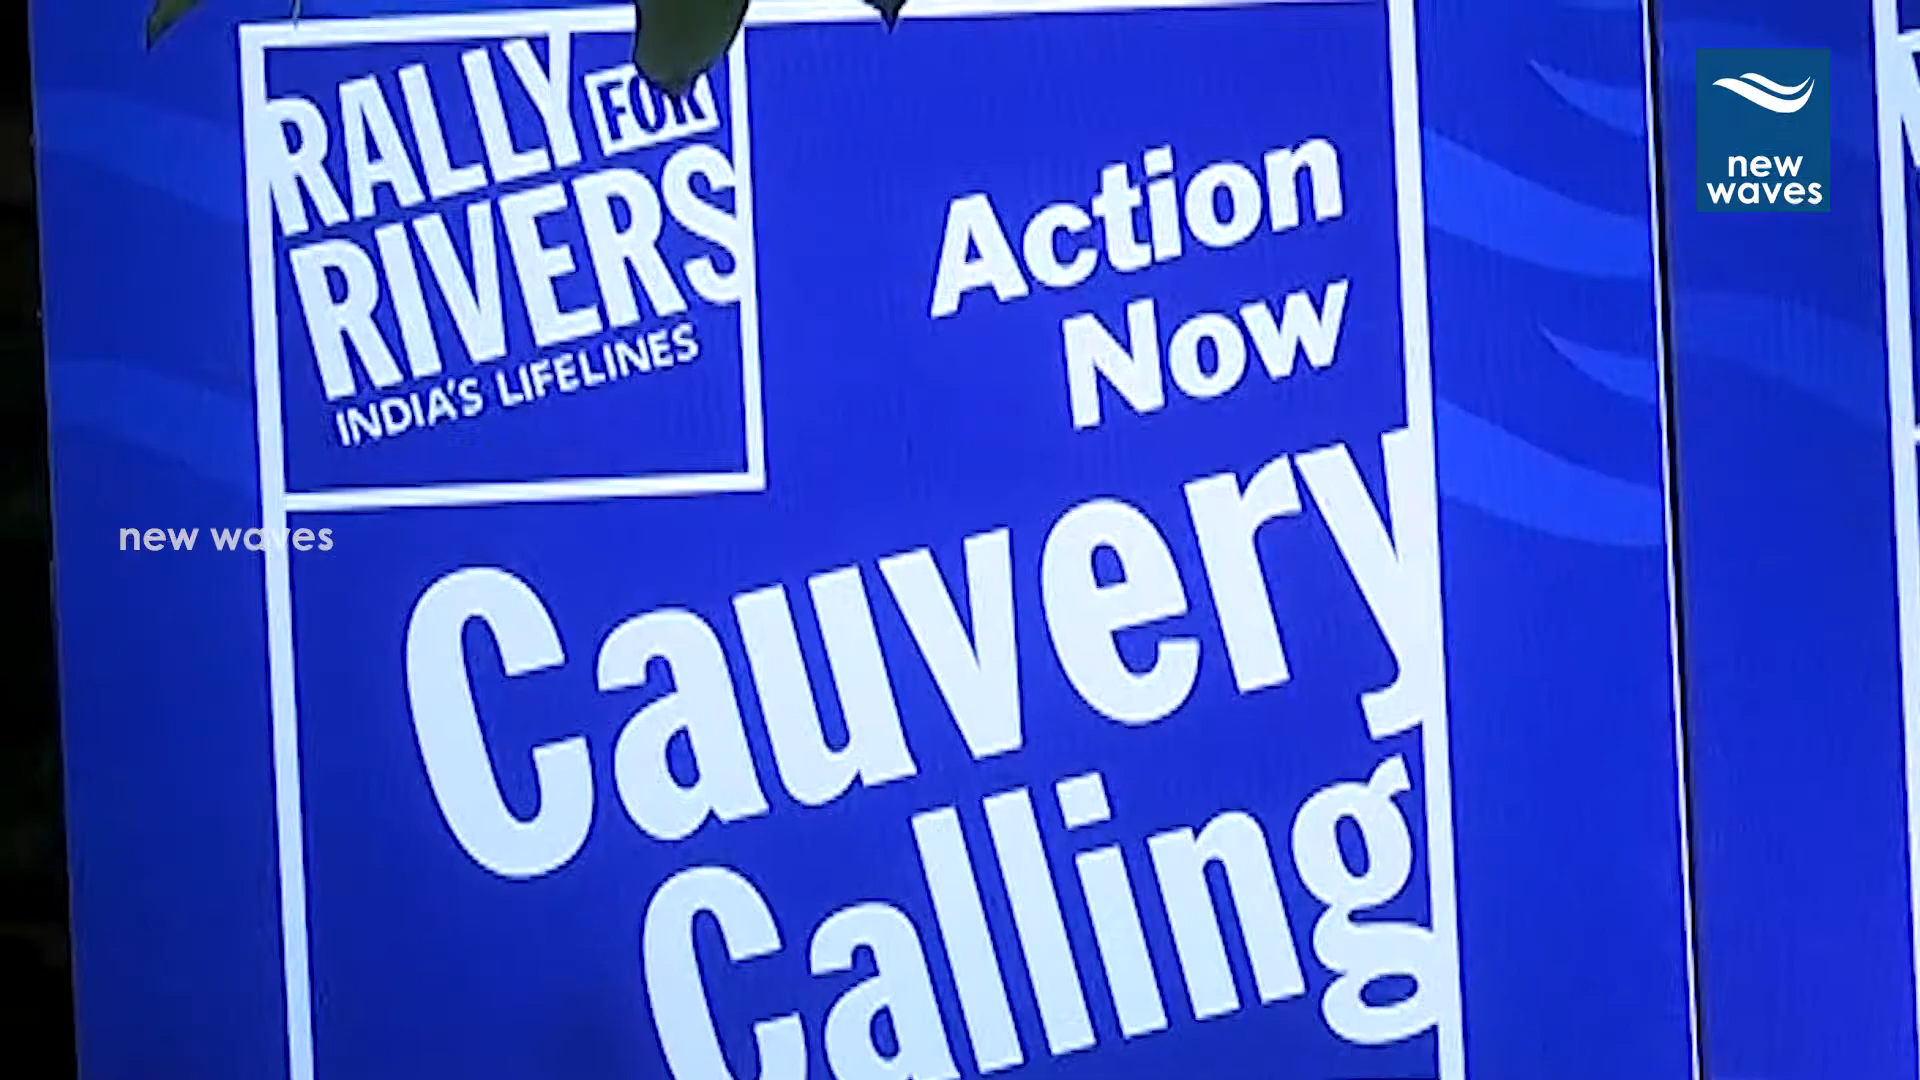 RALLY FOR
RIVERS
INDIA'S LIFELINES
Action
Now
Cauvery
Calling
new
waves
new waves